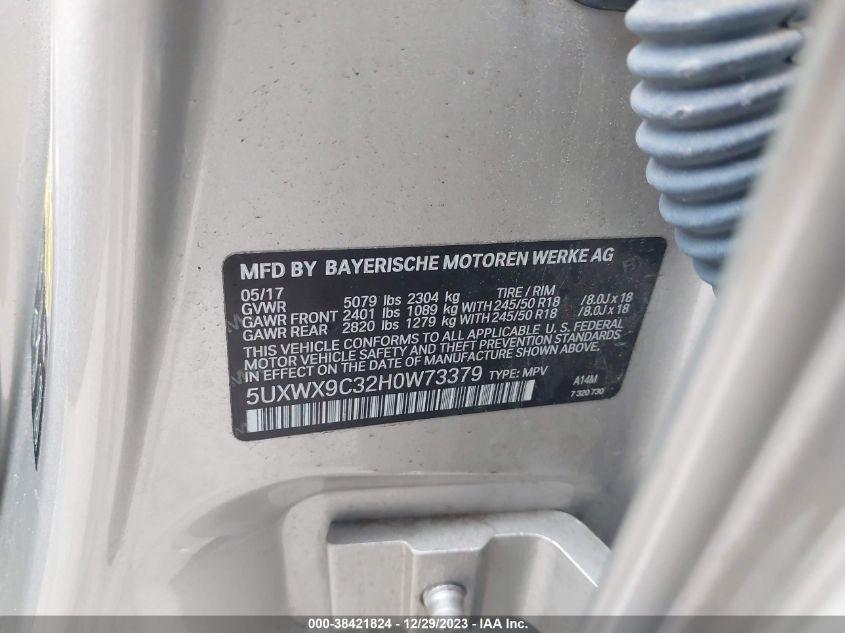 MFD BY BAYERISCHE MOTOREN WERKE AG
05/17 TIRE / RIM
GVWR 5079 lbs 2304 kg
GAWR FRONT 2401 lbs 1089 kg WITH 245/50 R18 /8.0J x 18
GAWR REAR 2820 lbs 1279 kg WITH 245/50 R18 /8.0J x 18
THIS VEHICLE CONFORMS TO ALL APPLICABLE U. S. FEDERAL
MOTOR VEHICLE SAFETY AND THEFT PREVENTION STANDARDS
IN EFFECT ON THE DATE OF MANUFACTURE SHOWN ABOVE.
5UXWX9C32H0W73379 TYPE: MPV
A14M
7 320 730
000-38421824 - 12/29/2023 - IAA Inc.